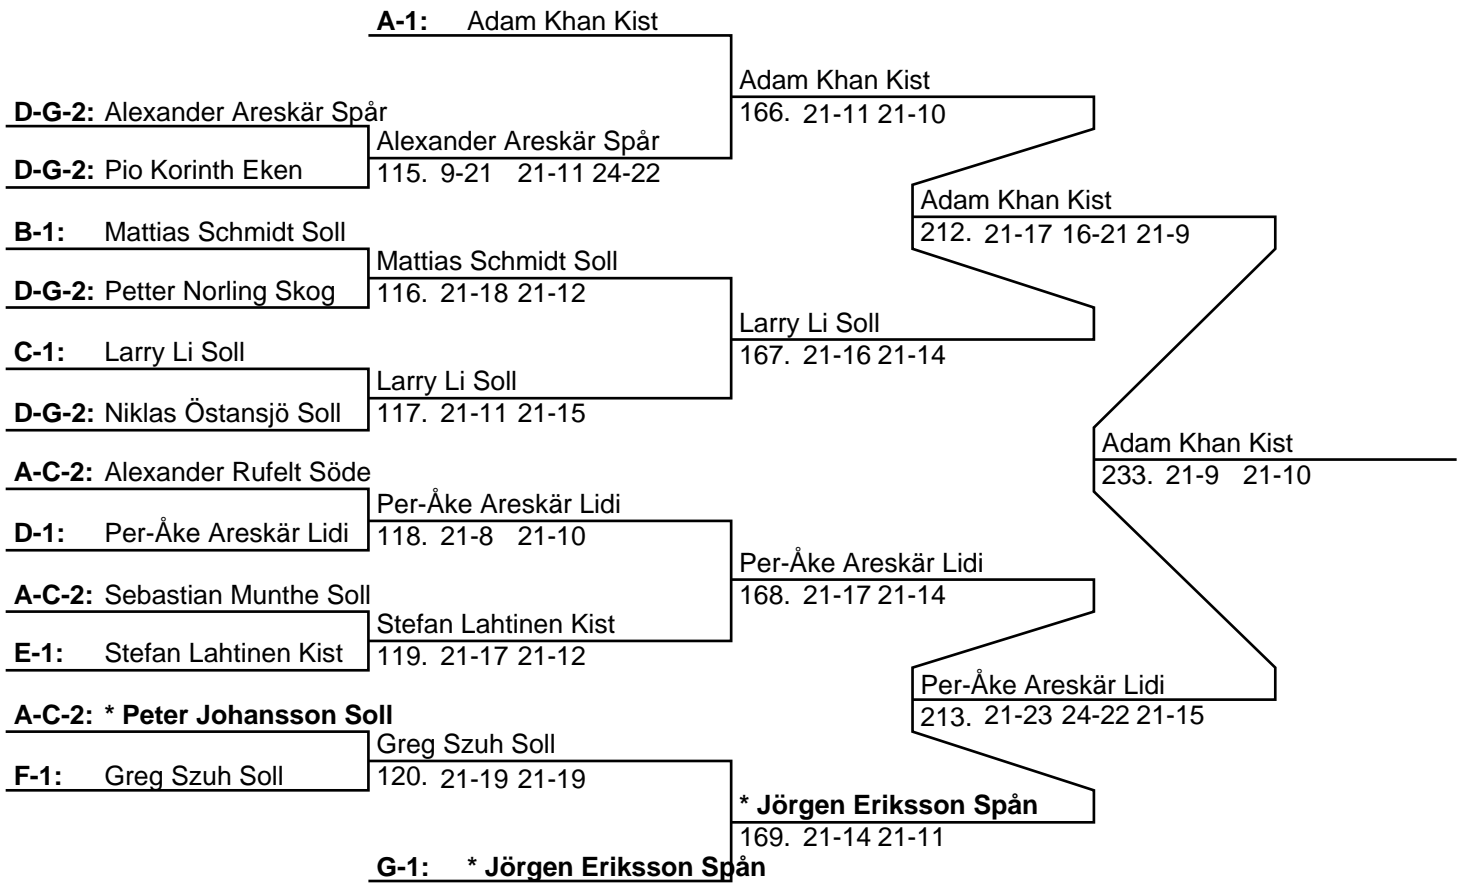 A-1: Adam Khan Kist
Adam Khan Kist
166. 21-11 21-10
D-G-2: Alexander Areskär Spår
Alexander Areskär Spår
115. 9-21 21-11 24-22
D-G-2: Pio Korinth Eken
Adam Khan Kist
212. 21-17 16-21 21-9
B-1: Mattias Schmidt Soll
Mattias Schmidt Soll
116. 21-18 21-12
D-G-2: Petter Norling Skog
Larry Li Soll
167. 21-16 21-14
C-1: Larry Li Soll
Larry Li Soll
117. 21-11 21-15
D-G-2: Niklas Östansjö Soll
Adam Khan Kist
233. 21-9 21-10
A-C-2: Alexander Rufelt Söde
Per-Åke Areskär Lidi
118. 21-8 21-10
D-1: Per-Åke Areskär Lidi
Per-Åke Areskär Lidi
168. 21-17 21-14
A-C-2: Sebastian Munthe Soll
Stefan Lahtinen Kist
119. 21-17 21-12
E-1: Stefan Lahtinen Kist
Per-Åke Areskär Lidi
213. 21-23 24-22 21-15
A-C-2: * Peter Johansson Soll
Greg Szuh Soll
120. 21-19 21-19
F-1: Greg Szuh Soll
* Jörgen Eriksson Spån
169. 21-14 21-11
G-1: * Jörgen Eriksson Spån